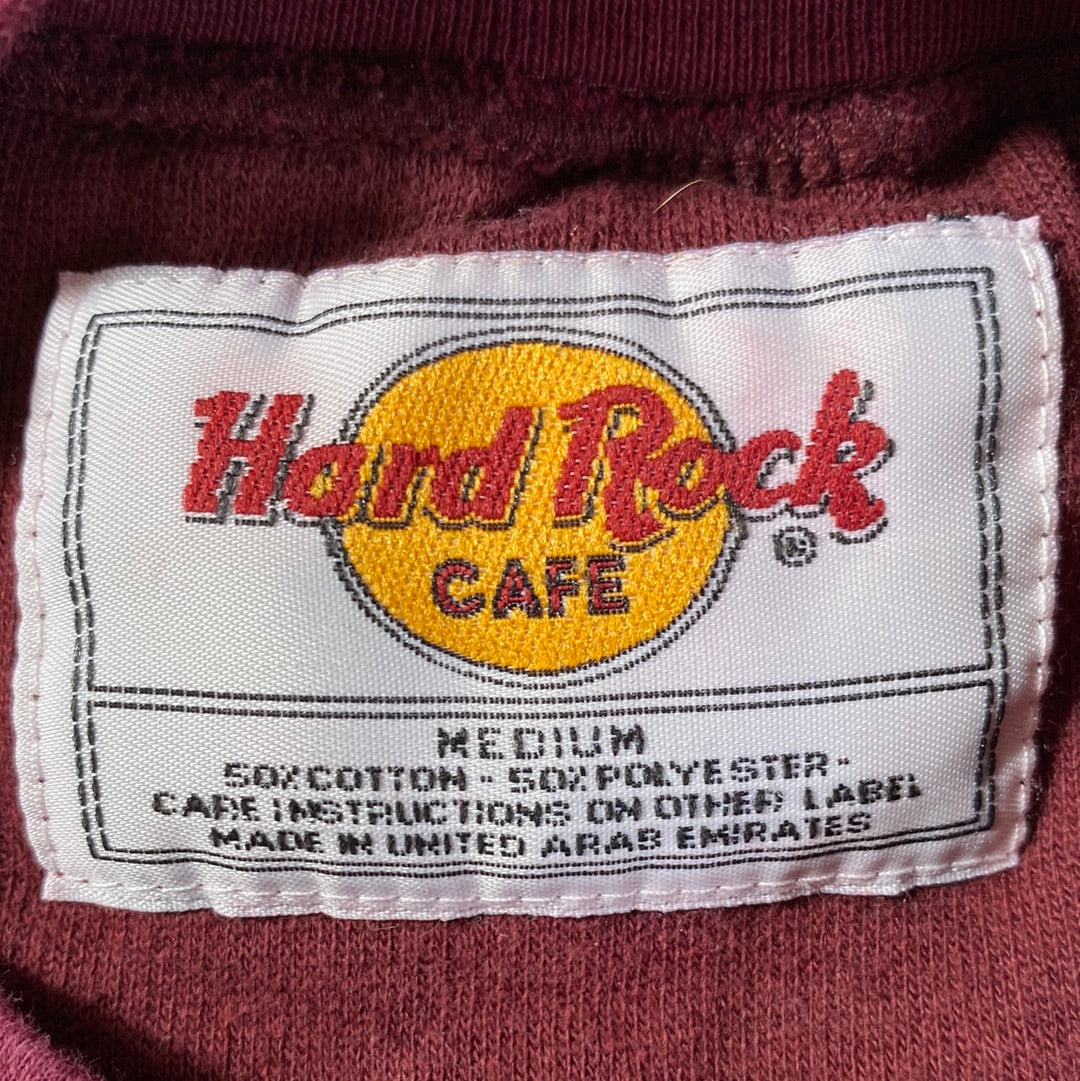 Hard Rock
CAFE
®
MEDIUM
50% COTTON - 50% POLYESTER -
CARE INSTRUCTIONS ON OTHER LABEL
MADE IN UNITED ARAB EMIRATES